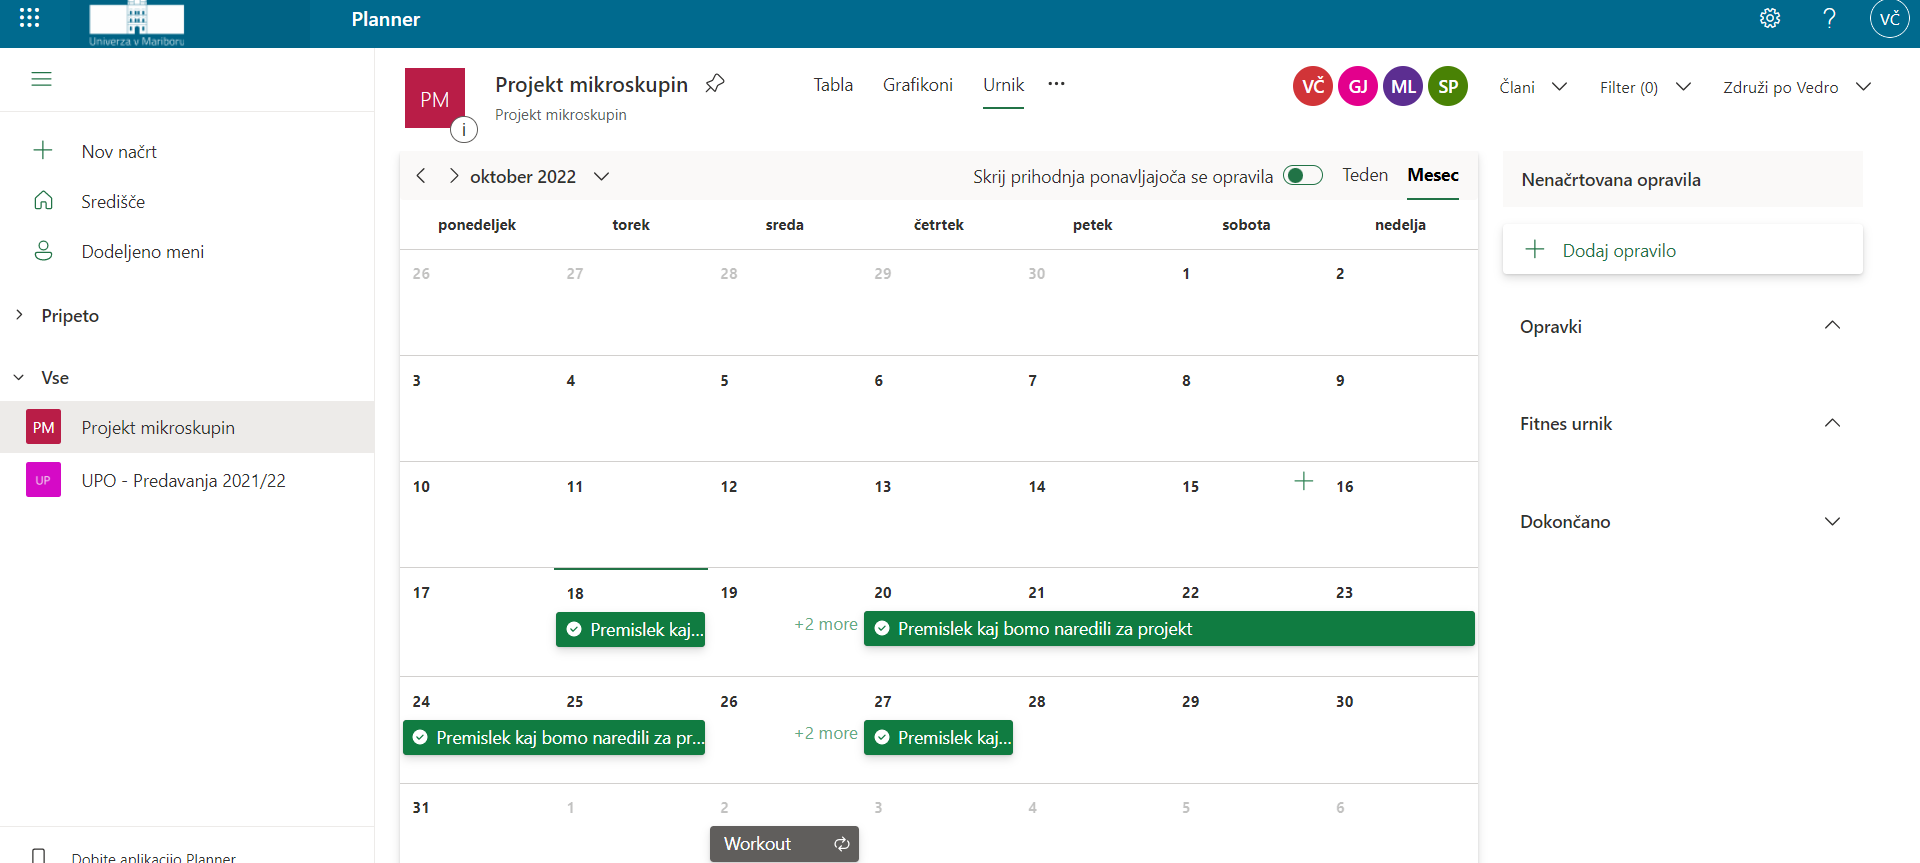 Univerza v Mariboru
Planner
VČ
Nov načrt
Središče
Dodeljeno meni
Pripeto
Vse
PM Projekt mikroskupin
UP UPO - Predavanja 2021/22
Dobite aplikacijo Planner
PM
i
Projekt mikroskupin
Projekt mikroskupin
Tabla Grafikoni Urnik ...
VČ GJ ML SP
Člani Filter (0) Združi po Vedro
oktober 2022
Skrij prihodnja ponavljajoča se opravila Teden Mesec
ponedeljek torek sreda četrtek petek sobota nedelja
26 27 28 29 30 1 2
3 4 5 6 7 8 9
10 11 12 13 14 15 16
17 18 19 20 21 22 23
Premislek kaj... +2 more Premislek kaj bomo naredili za projekt
24 25 26 27 28 29 30
Premislek kaj bomo naredili za pr... +2 more Premislek kaj...
31 1 2 3 4 5 6
Workout
Nenačrtovana opravila
Dodaj opravilo
Opravki
Fitnes urnik
Dokončano